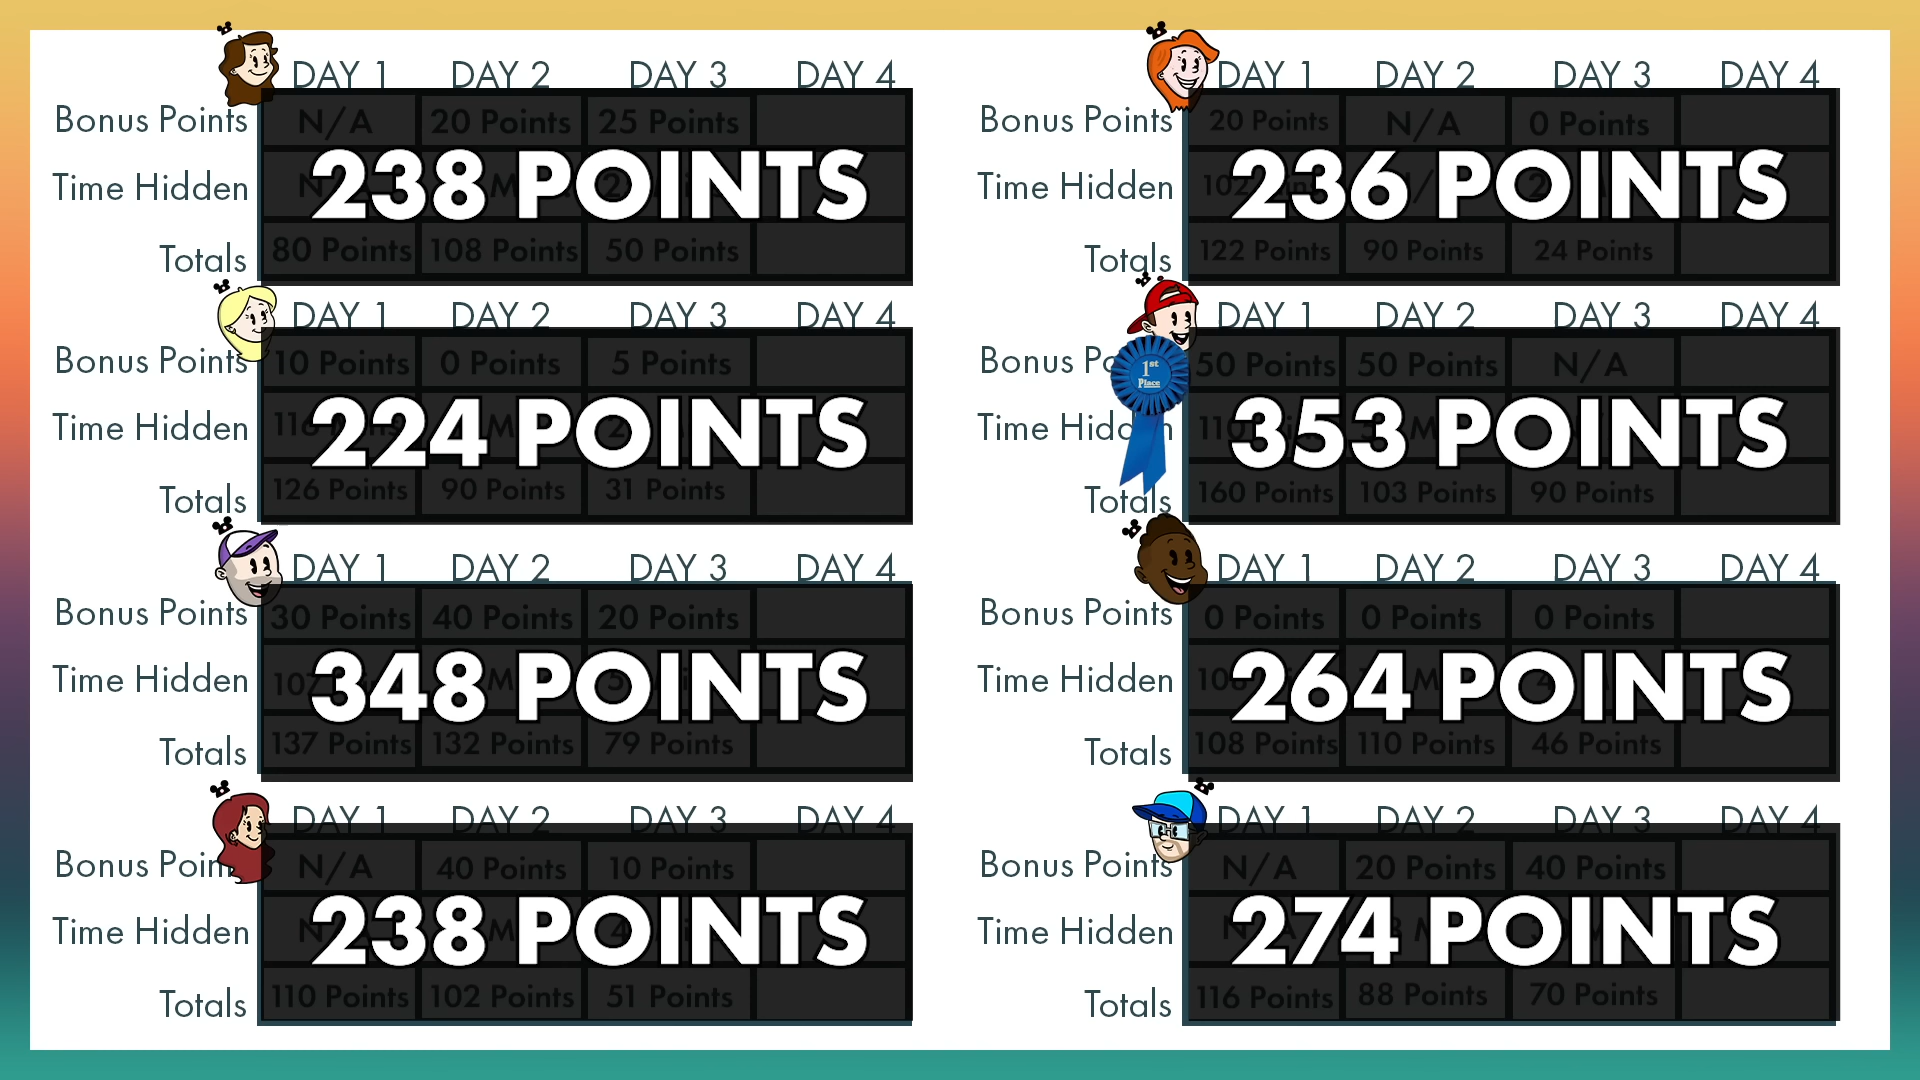 DAY 1 DAY 2 DAY 3 DAY 4
Bonus Points N/A 20 Points 25 Points
Time Hidden
238 POINTS
Totals 80 Points 108 Points 50 Points
DAY 1 DAY 2 DAY 3 DAY 4
Bonus Points 20 Points N/A 0 Points
Time Hidden
236 POINTS
Totals 122 Points 90 Points 24 Points
DAY 1 DAY 2 DAY 3 DAY 4
Bonus Points 10 Points 0 Points 5 Points
Time Hidden
224 POINTS
Totals 126 Points 90 Points 31 Points
DAY 1 DAY 2 DAY 3 DAY 4
Bonus 50 Points 50 Points N/A
1st
Place
Time Hidden
353 POINTS
Totals 160 Points 103 Points 90 Points
DAY 1 DAY 2 DAY 3 DAY 4
Bonus Points 30 Points 40 Points 20 Points
Time Hidden
348 POINTS
Totals 137 Points 132 Points 79 Points
DAY 1 DAY 2 DAY 3 DAY 4
Bonus Points 0 Points 0 Points 0 Points
Time Hidden
264 POINTS
Totals 108 Points 110 Points 46 Points
DAY 1 DAY 2 DAY 3 DAY 4
Bonus Points N/A 40 Points 10 Points
Time Hidden
238 POINTS
Totals 110 Points 102 Points 51 Points
DAY 1 DAY 2 DAY 3 DAY 4
Bonus Points N/A 20 Points 40 Points
Time Hidden
274 POINTS
Totals 116 Points 88 Points 70 Points